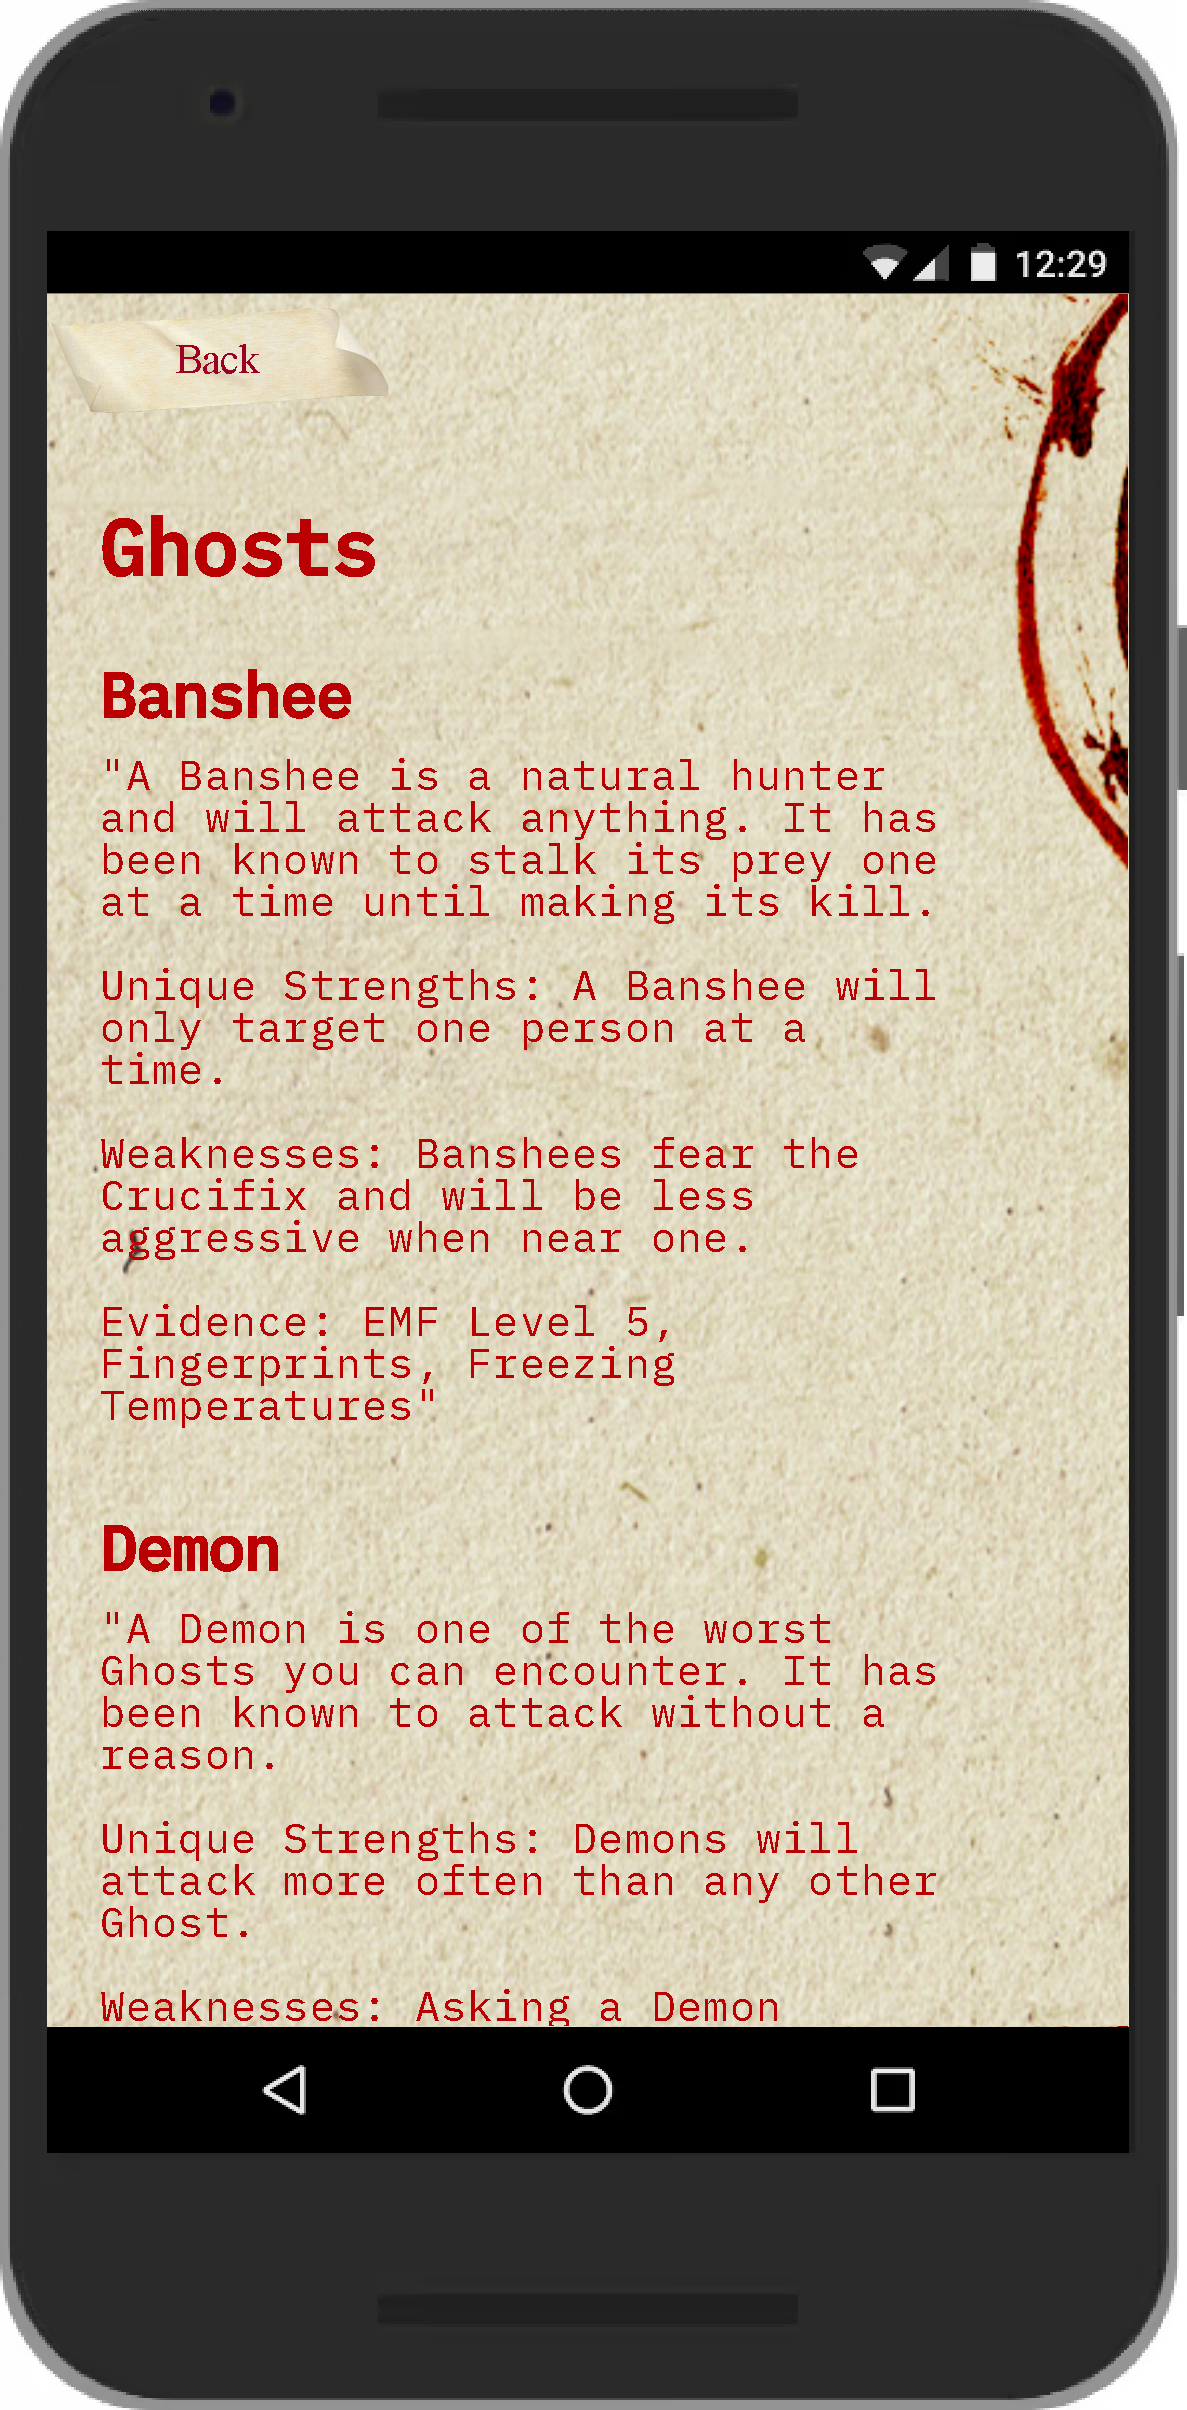 12:29
Back
Ghosts
Banshee
"A Banshee is a natural hunter
and will attack anything. It has
been known to stalk its prey one
at a time until making its kill.
Unique Strengths: A Banshee will
only target one person at a
time.
Weaknesses: Banshees fear the
Crucifix and will be less
aggressive when near one.
Evidence: EMF Level 5,
Fingerprints, Freezing
Temperatures"
Demon
"A Demon is one of the worst
Ghosts you can encounter. It has
been known to attack without a
reason.
Unique Strengths: Demons will
attack more often than any other
Ghost.
Weaknesses: Asking a Demon